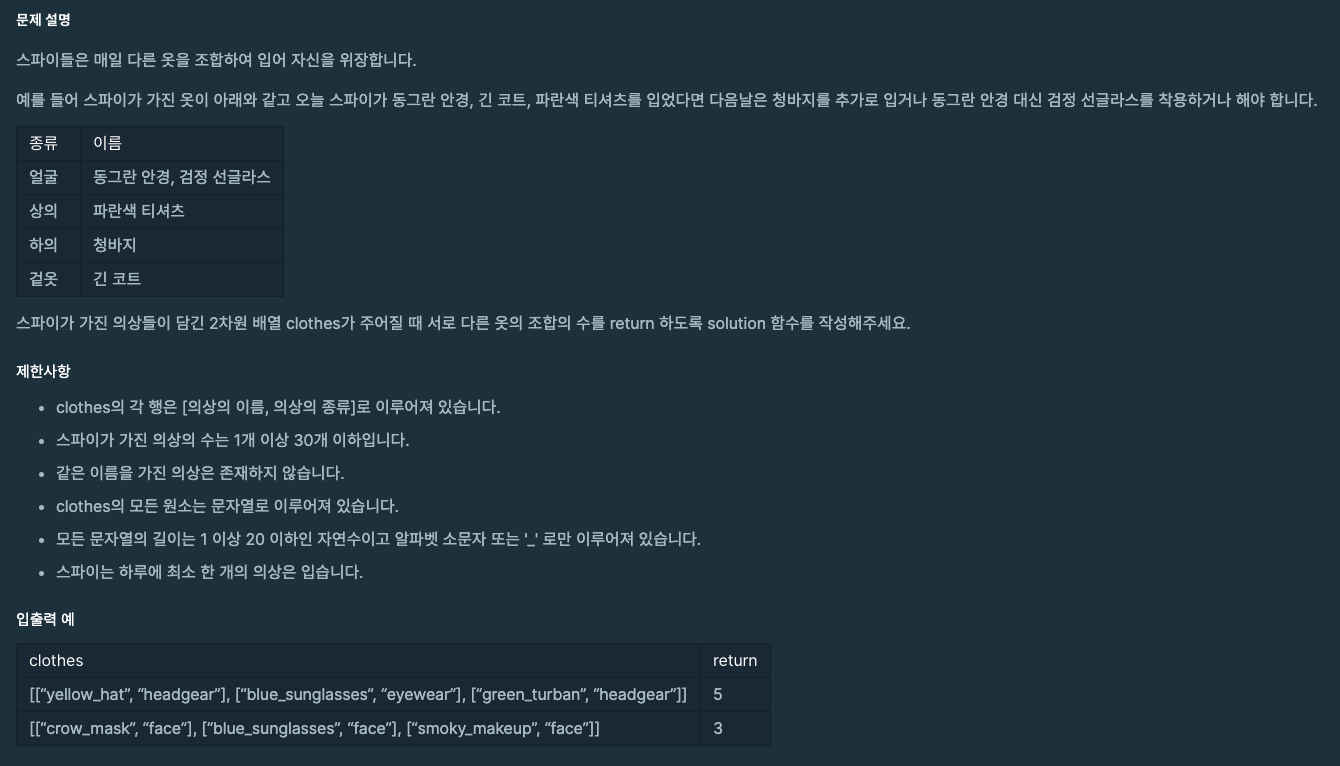 문제 설명
스파이들은 매일 다른 옷을 조합하여 입어 자신을 위장합니다.
예를 들어 스파이가 가진 옷이 아래와 같고 오늘 스파이가 동그란 안경, 긴 코트, 파란색 티셔츠를 입었다면 다음날은 청바지를 추가로 입거나 동그란 안경 대신 검정 선글라스를 착용하거나 해야 합니다.
종류 이름
얼굴 동그란 안경, 검정 선글라스
상의 파란색 티셔츠
하의 청바지
겉옷 긴 코트
스파이가 가진 의상들이 담긴 2차원 배열 clothes가 주어질 때 서로 다른 옷의 조합의 수를 return 하도록 solution 함수를 작성해주세요.
제한사항
• clothes의 각 행은 [의상의 이름, 의상의 종류]로 이루어져 있습니다.
• 스파이가 가진 의상의 수는 1개 이상 30개 이하입니다.
• 같은 이름을 가진 의상은 존재하지 않습니다.
• clothes의 모든 원소는 문자열로 이루어져 있습니다.
• 모든 문자열의 길이는 1 이상 20 이하인 자연수이고 알파벳 소문자 또는 '_' 로만 이루어져 있습니다.
• 스파이는 하루에 최소 한 개의 의상은 입습니다.
입출력 예
clothes return
[[“yellow_hat”, “headgear”], [“blue_sunglasses”, “eyewear”], [“green_turban”, “headgear”]] 5
[[“crow_mask”, “face”], [“blue_sunglasses”, “face”], [“smoky_makeup”, “face”]] 3